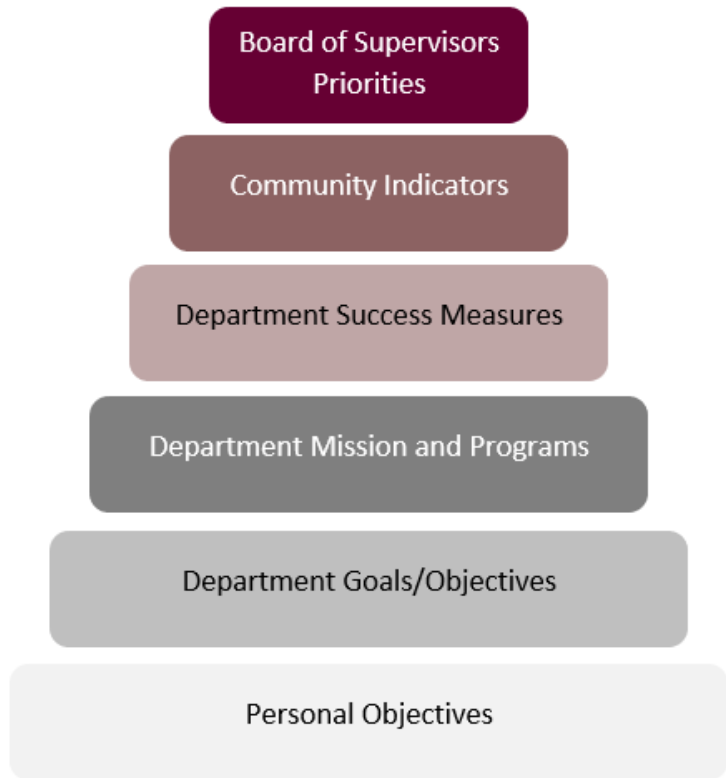 Board of Supervisors
Priorities
Community Indicators
Department Success Measures
Department Mission and Programs
Department Goals/Objectives
Personal Objectives